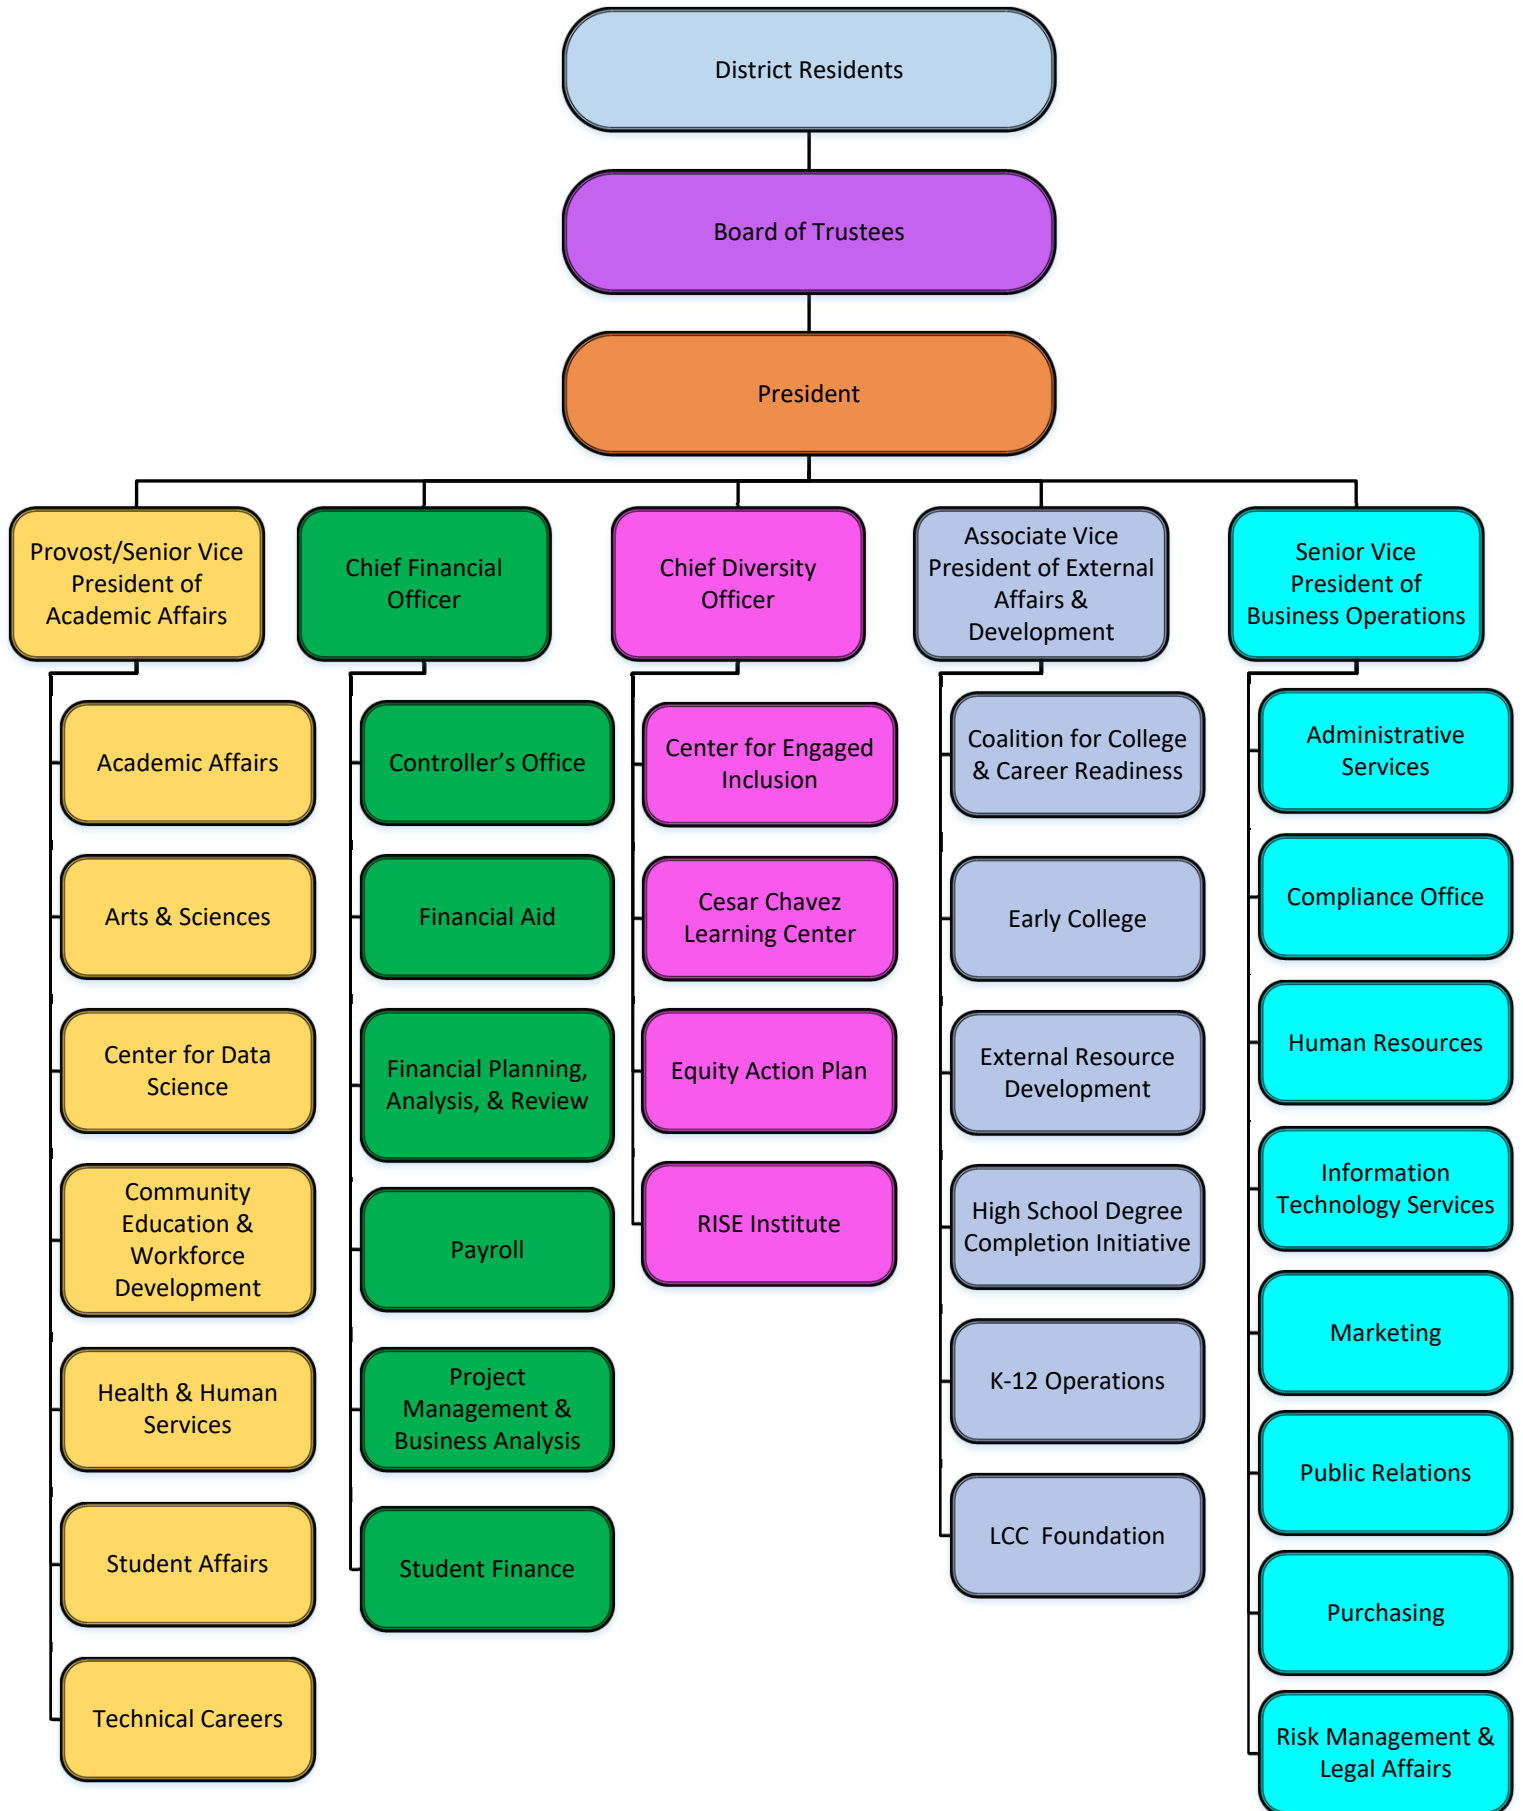 District Residents
Board of Trustees
President
Provost/Senior Vice
President of
Academic Affairs
Academic Affairs
Arts & Sciences
Center for Data
Science
Community
Education &
Workforce
Development
Health & Human
Services
Student Affairs
Technical Careers
Chief Financial
Officer
Controller’s Office
Financial Aid
Financial Planning,
Analysis, & Review
Payroll
Project
Management &
Business Analysis
Student Finance
Chief Diversity
Officer
Center for Engaged
Inclusion
Cesar Chavez
Learning Center
Equity Action Plan
RISE Institute
Associate Vice
President of External
Affairs &
Development
Coalition for College
& Career Readiness
Early College
External Resource
Development
High School Degree
Completion Initiative
K-12 Operations
LCC  Foundation
Senior Vice
President of
Business Operations
Administrative
Services
Compliance Office
Human Resources
Information
Technology Services
Marketing
Public Relations
Purchasing
Risk Management &
Legal Affairs